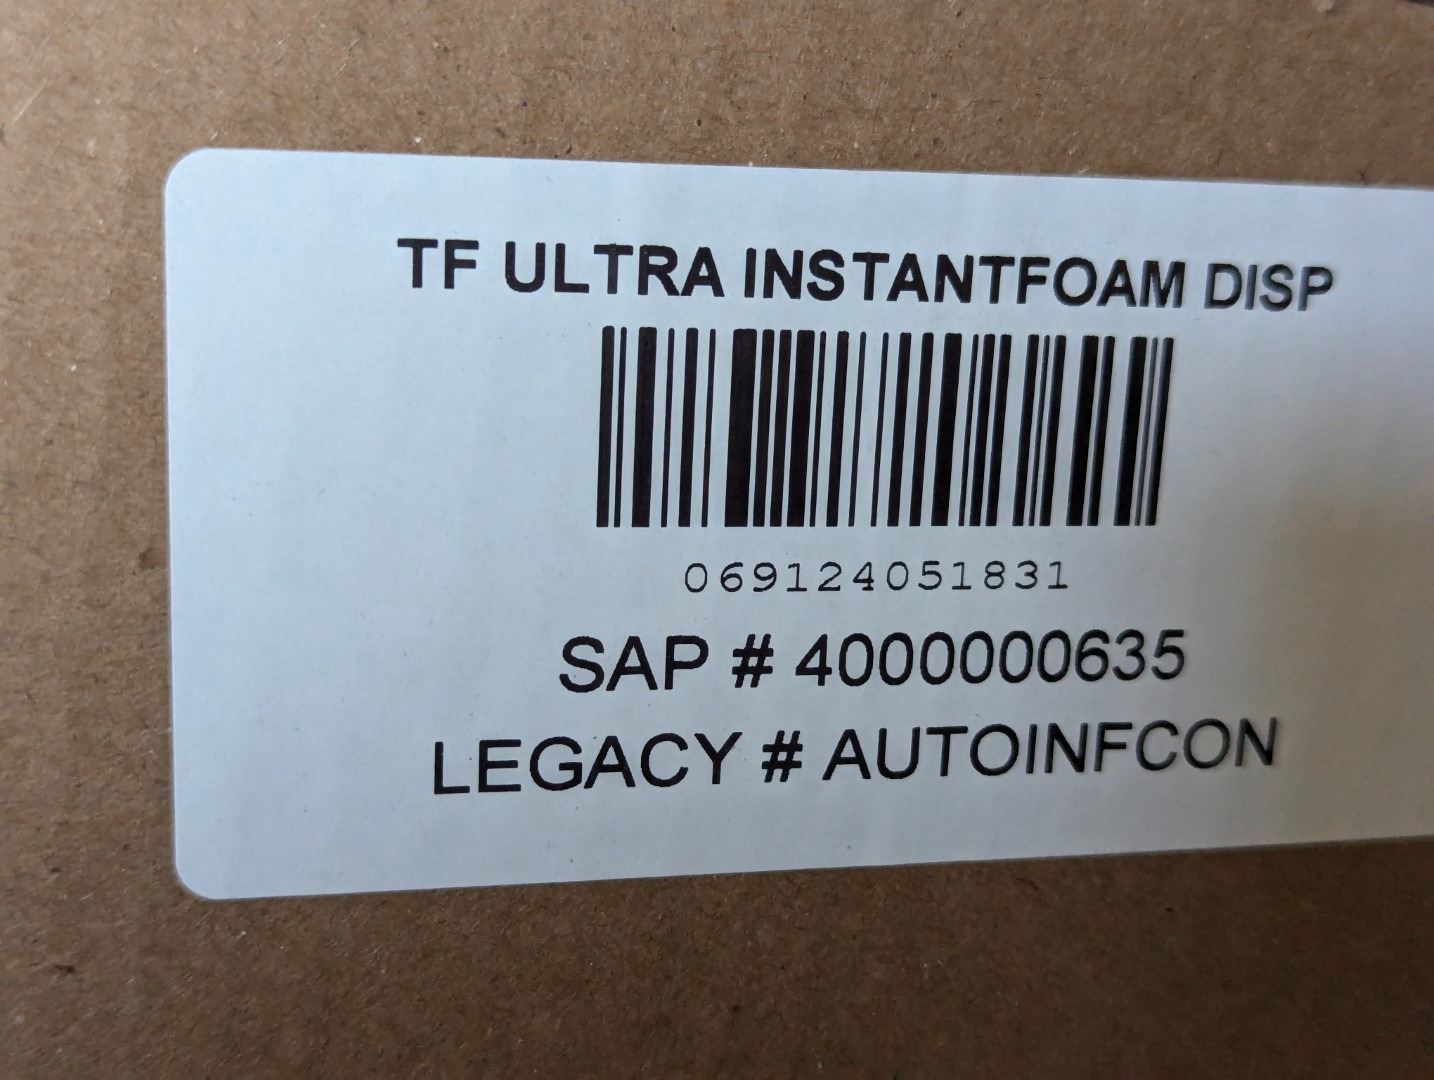 TF ULTRA INSTANTFOAM DISP
069124051831
SAP # 4000000635
LEGACY # AUTOINFCON